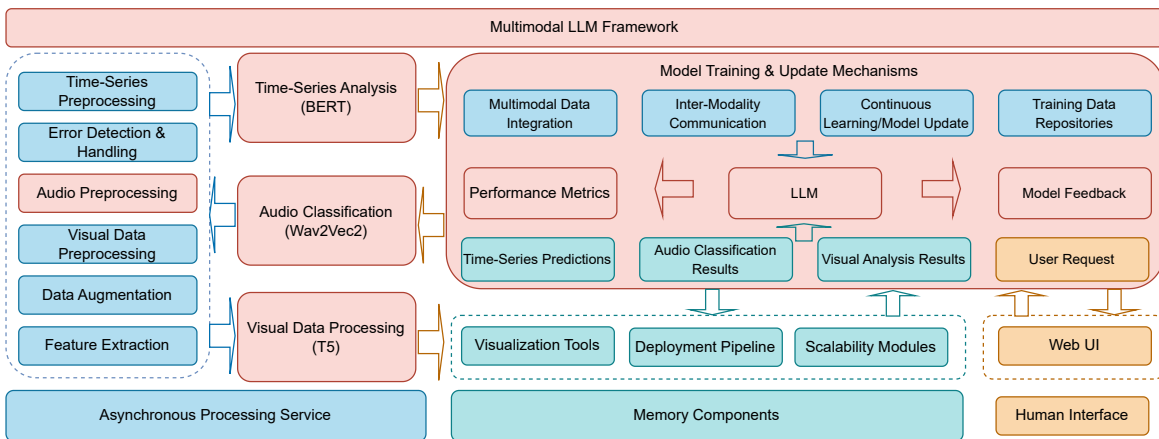 Multimodal LLM Framework
Time-Series
Preprocessing
Error Detection &
Handling
Audio Preprocessing
Visual Data
Preprocessing
Data Augmentation
Feature Extraction
Time-Series Analysis
(BERT)
Audio Classification
(Wav2Vec2)
Visual Data Processing
(T5)
Model Training & Update Mechanisms
Multimodal Data
Integration
Inter-Modality
Communication
Continuous
Learning/Model Update
Training Data
Repositories
Performance Metrics
LLM
Model Feedback
Time-Series Predictions
Audio Classification
Results
Visual Analysis Results
User Request
Visualization Tools
Deployment Pipeline
Scalability Modules
Web UI
Asynchronous Processing Service
Memory Components
Human Interface